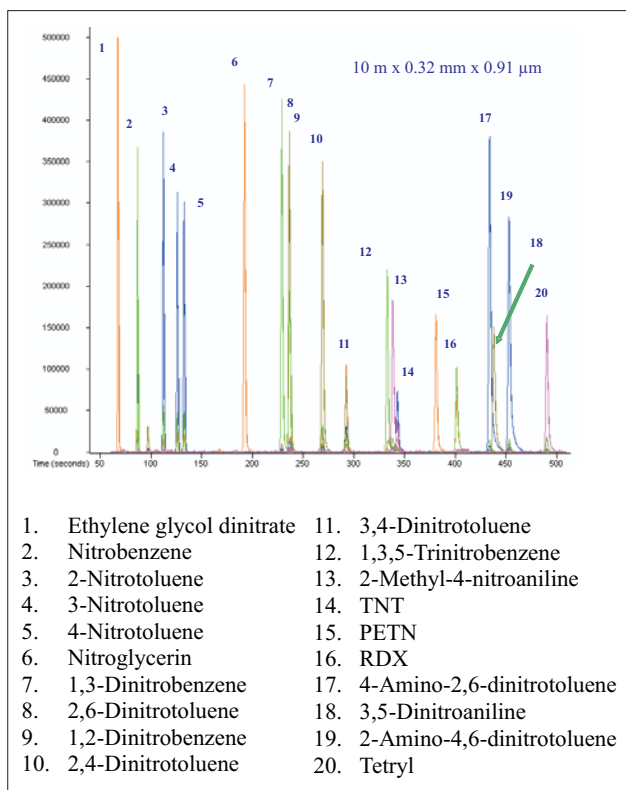 500000
450000
400000
350000
300000
250000
200000
150000
100000
50000
0
10 m x 0.32 mm x 0.91 µm
1
2
3
4
5
6
7
8
9
10
11
12
13
14
15
16
17
18
19
20
Time (seconds) 50 100 150 200 250 300 350 400 450 500
1. Ethylene glycol dinitrate
2. Nitrobenzene
3. 2-Nitrotoluene
4. 3-Nitrotoluene
5. 4-Nitrotoluene
6. Nitroglycerin
7. 1,3-Dinitrobenzene
8. 2,6-Dinitrotoluene
9. 1,2-Dinitrobenzene
10. 2,4-Dinitrotoluene
11. 3,4-Dinitrotoluene
12. 1,3,5-Trinitrobenzene
13. 2-Methyl-4-nitroaniline
14. TNT
15. PETN
16. RDX
17. 4-Amino-2,6-dinitrotoluene
18. 3,5-Dinitroaniline
19. 2-Amino-4,6-dinitrotoluene
20. Tetryl